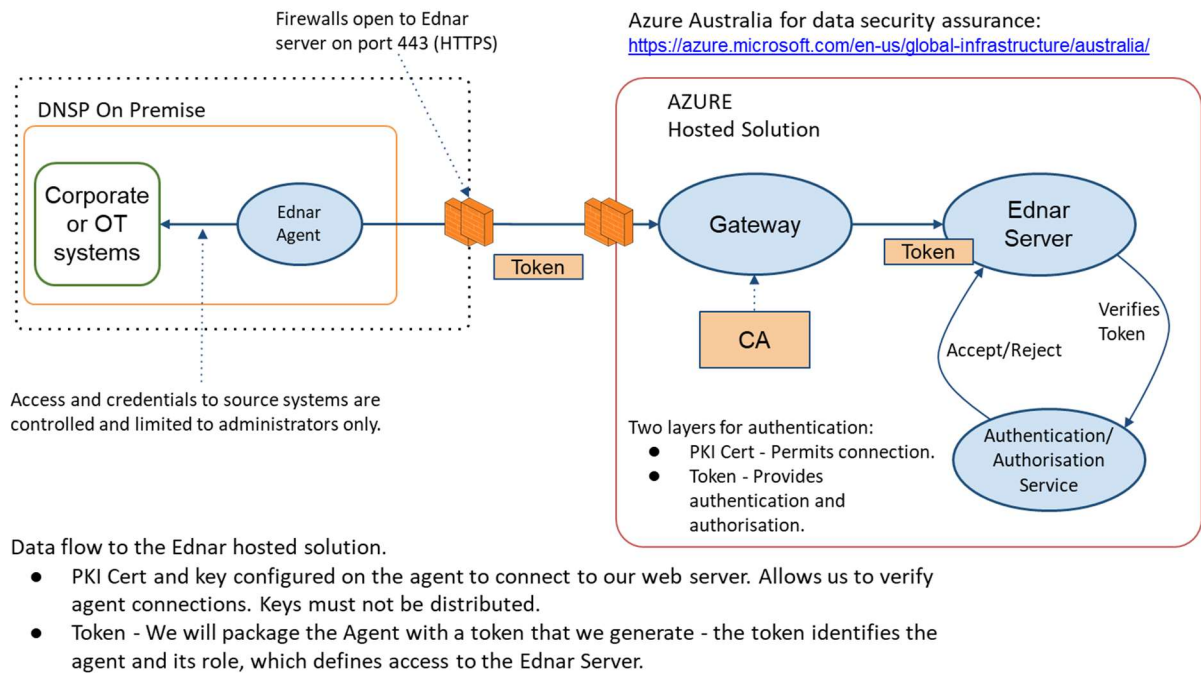 Firewalls open to Ednar
server on port 443 (HTTPS)
Azure Australia for data security assurance:
https://azure.microsoft.com/en-us/global-infrastructure/australia/
DNSP On Premise
AZURE
Hosted Solution
Corporate
or OT
systems
Ednar
Agent
Token
Gateway
Ednar
Server
Token
CA
Verifies
Token
Accept/Reject
Access and credentials to source systems are
controlled and limited to administrators only.
Two layers for authentication:
● PKI Cert - Permits connection.
● Token - Provides
authentication and
authorisation.
Authentication/
Authorisation
Service
Data flow to the Ednar hosted solution.
● PKI Cert and key configured on the agent to connect to our web server. Allows us to verify
agent connections. Keys must not be distributed.
● Token - We will package the Agent with a token that we generate - the token identifies the
agent and its role, which defines access to the Ednar Server.